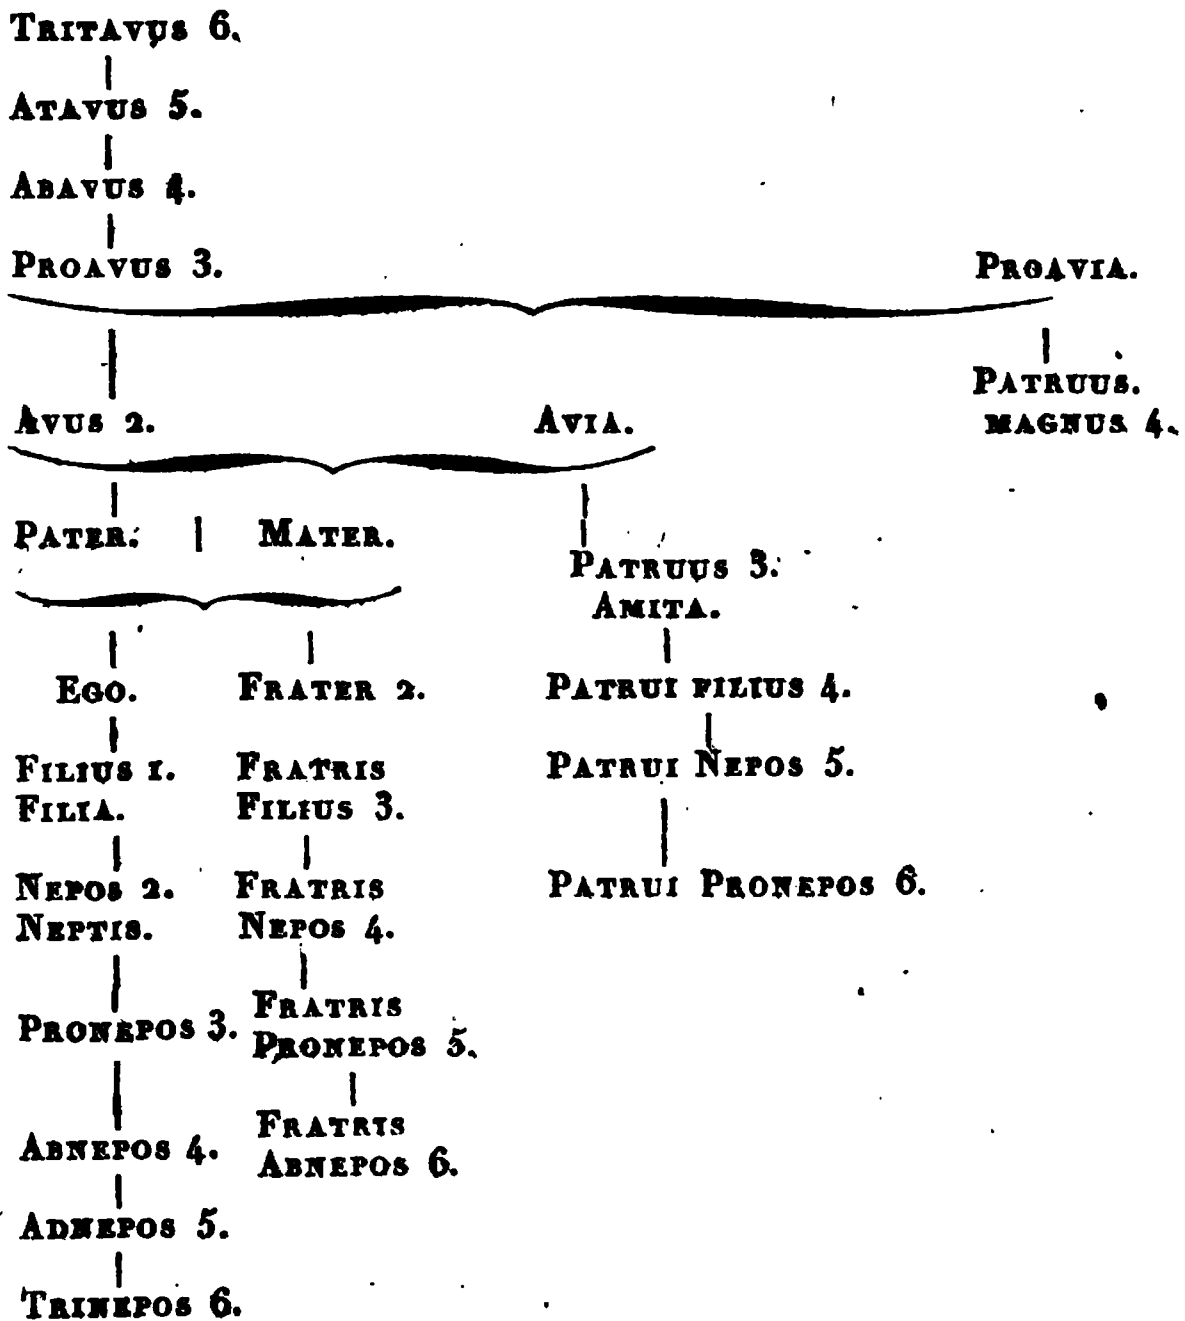 TRITAVUS 6.
ATAVUS 5.
ABAVUS 4.
PROAVUS 3. PROAVIA.
PATRUUS.
AVUS 2. AVIA. MAGNUS 4.
PATER. MATER.
PATRUUS 3.
AMITA.
EGO. FRATER 2. PATRUI FILIUS 4.
FILIUS 1. FRATRIS PATRUI NEPOS 5.
FILIA. FILIUS 3.
NEPOS 2. FRATRIS PATRUI PRONEPOS 6.
NEPTIS. NEPOS 4.
FRATRIS
PRONEPOS 3. PRONEPOS 5.
FRATRIS
ABNEPOS 4. ABNEPOS 6.
ADNEPOS 5.
TRINEPOS 6.